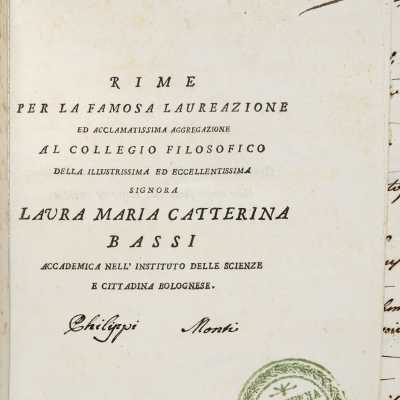 RIME
PER LA FAMOSA LAUREAZIONE
ED ACCLAMATISSIMA AGGREGAZIONE
AL COLLEGIO FILOSOFICO
DELLA ILLUSTRISSIMA ED ECCELLENTISSIMA
SIGNORA
LAURA MARIA CATTERINA
BASSI
ACCADEMICA NELL' INSTITUTO DELLE SCIENZE
E CITTADINA BOLOGNESE.
Philippi Monti